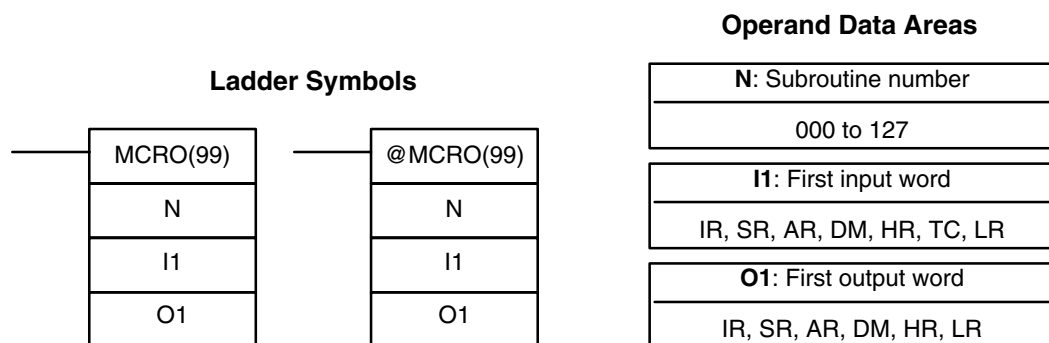 Ladder Symbols
MCRO(99)
N
I1
O1
@MCRO(99)
N
I1
O1
Operand Data Areas
N: Subroutine number
000 to 127
I1: First input word
IR, SR, AR, DM, HR, TC, LR
O1: First output word
IR, SR, AR, DM, HR, LR